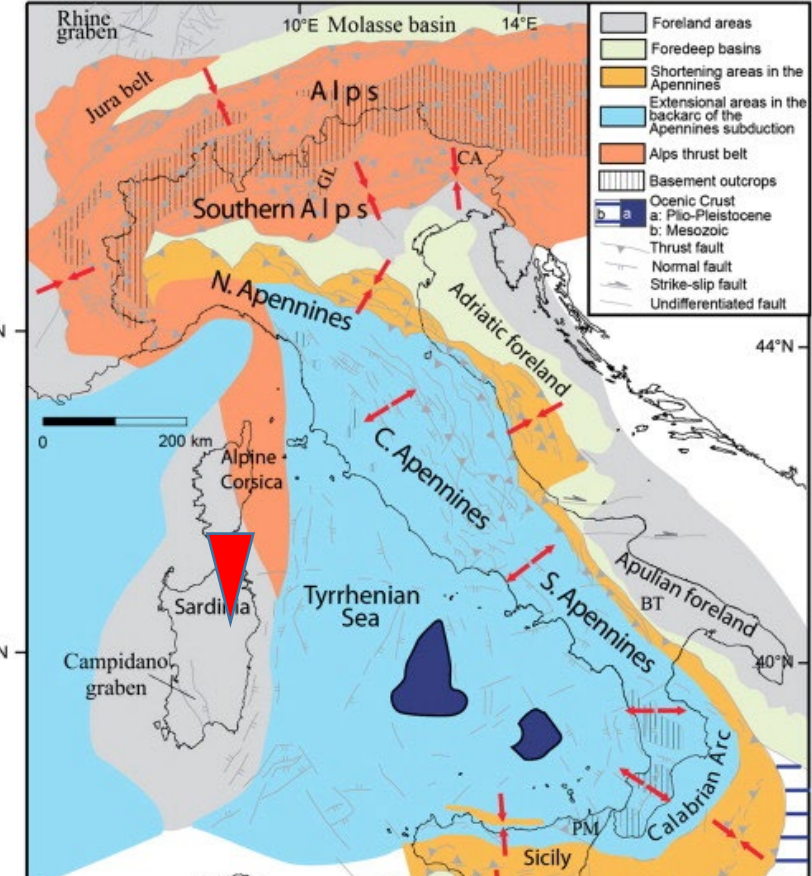 Rhine
graben
10°E
Molasse basin
14°E
Jura belt
Alps
CA
GL
Southern Alps
N. Apennines
Adriatic foreland
44°N
N
0
200 km
C. Apennines
Alpine
Corsica
Sardinia
Tyrrhenian
Sea
S. Apennines
Apulian foreland
BT
Campidano
graben
N
40°N
Calabrian Arc
PM
Sicily
Foreland areas
Foredeep basins
Shortening areas in the
Apennines
Extensional areas in the
backarc of the
Apennines subduction
Alps thrust belt
Basement outcrops
b a
Ocenic Crust
a: Plio-Pleistocene
b: Mesozoic
Thrust fault
Normal fault
Strike-slip fault
Undifferentiated fault